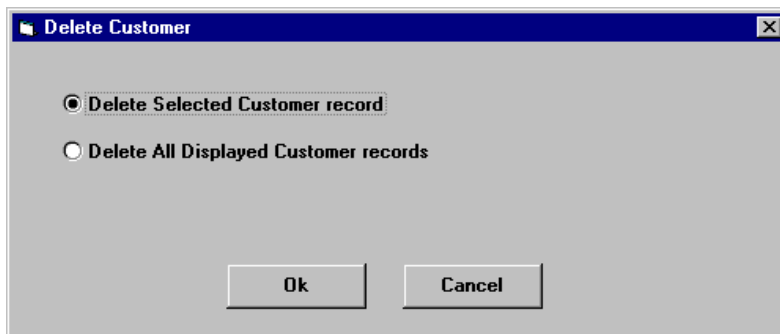 Delete Customer
Delete Selected Customer record
Delete All Displayed Customer records
Ok Cancel